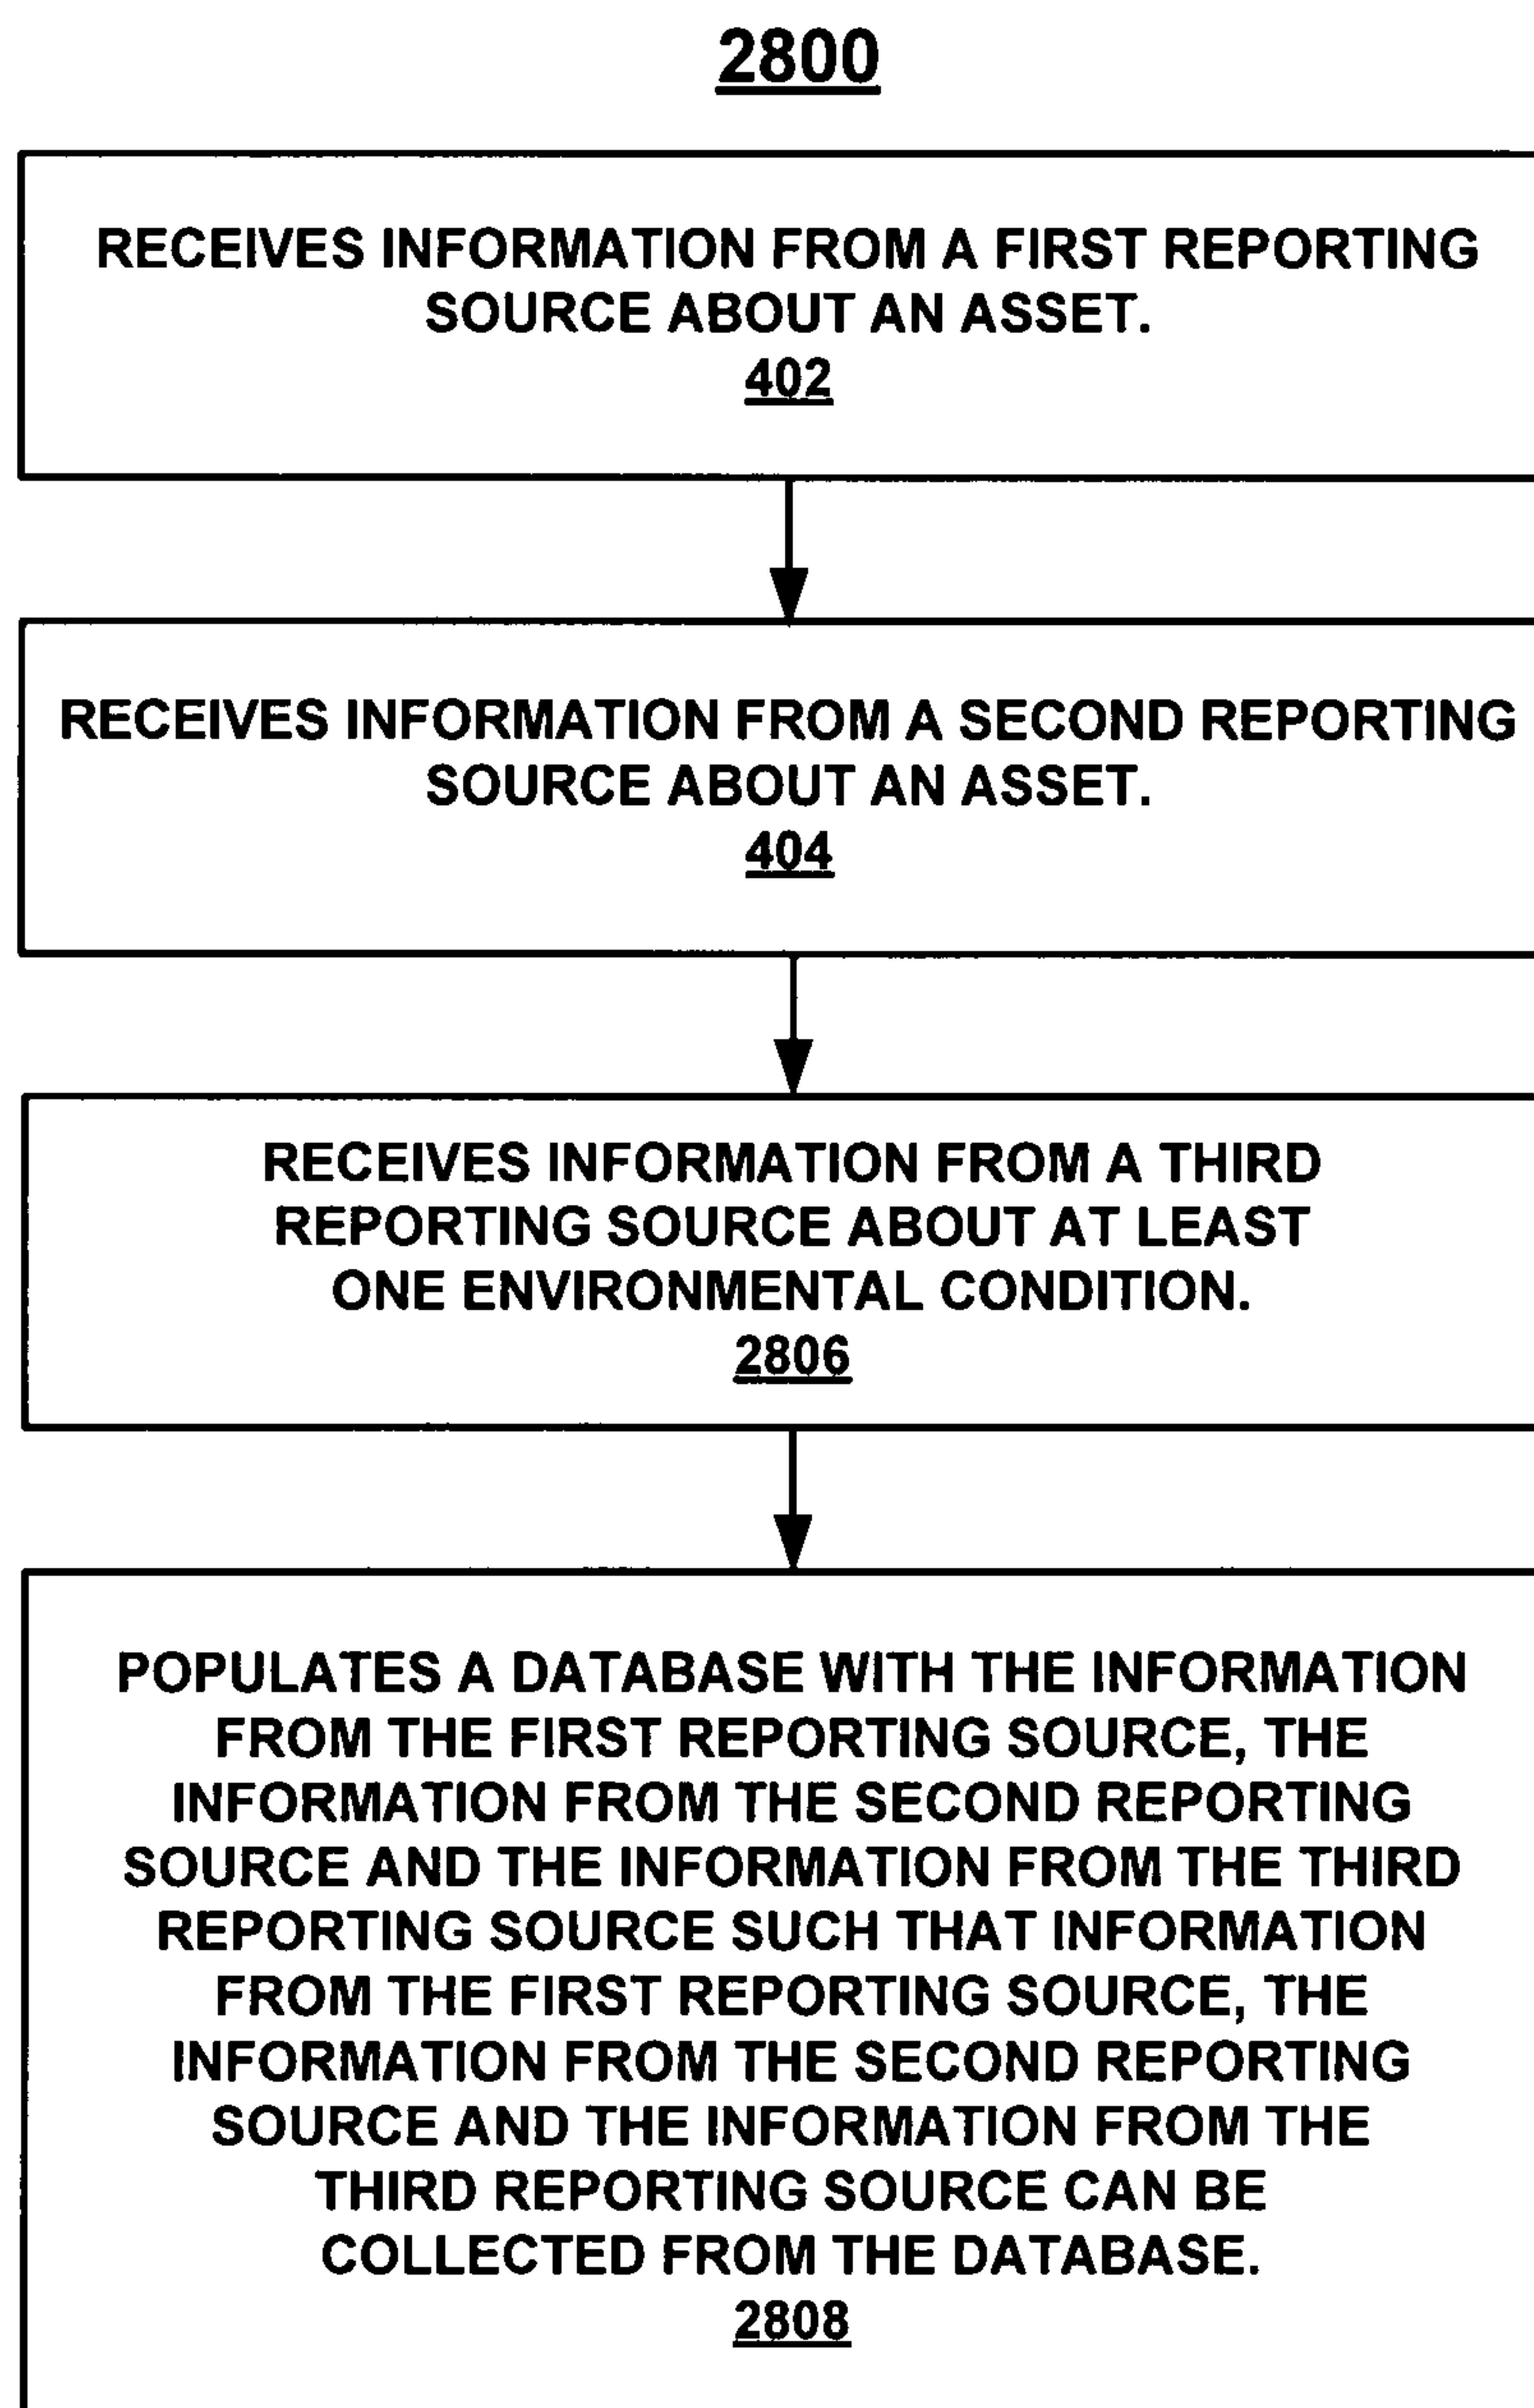 2800
RECEIVES INFORMATION FROM A FIRST REPORTING
SOURCE ABOUT AN ASSET.
402
RECEIVES INFORMATION FROM A SECOND REPORTING
SOURCE ABOUT AN ASSET.
404
RECEIVES INFORMATION FROM A THIRD
REPORTING SOURCE ABOUT AT LEAST
ONE ENVIRONMENTAL CONDITION.
2806
POPULATES A DATABASE WITH THE INFORMATION
FROM THE FIRST REPORTING SOURCE, THE
INFORMATION FROM THE SECOND REPORTING
SOURCE AND THE INFORMATION FROM THE THIRD
REPORTING SOURCE SUCH THAT INFORMATION
FROM THE FIRST REPORTING SOURCE, THE
INFORMATION FROM THE SECOND REPORTING
SOURCE AND THE INFORMATION FROM THE
THIRD REPORTING SOURCE CAN BE
COLLECTED FROM THE DATABASE.
2808